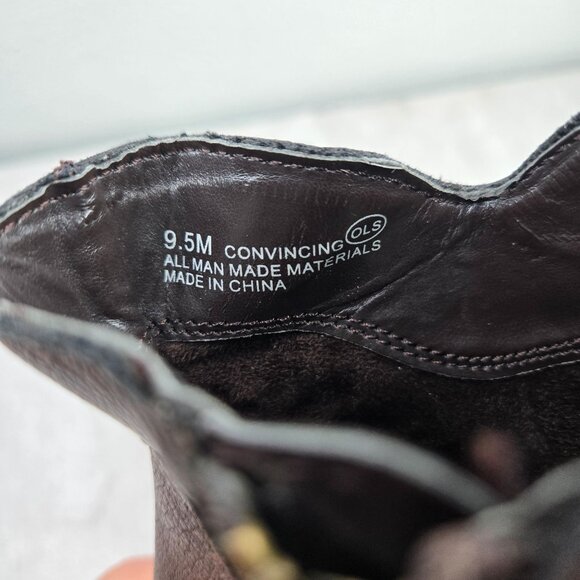 9.5M CONVINCING OLS
ALL MAN MADE MATERIALS
MADE IN CHINA